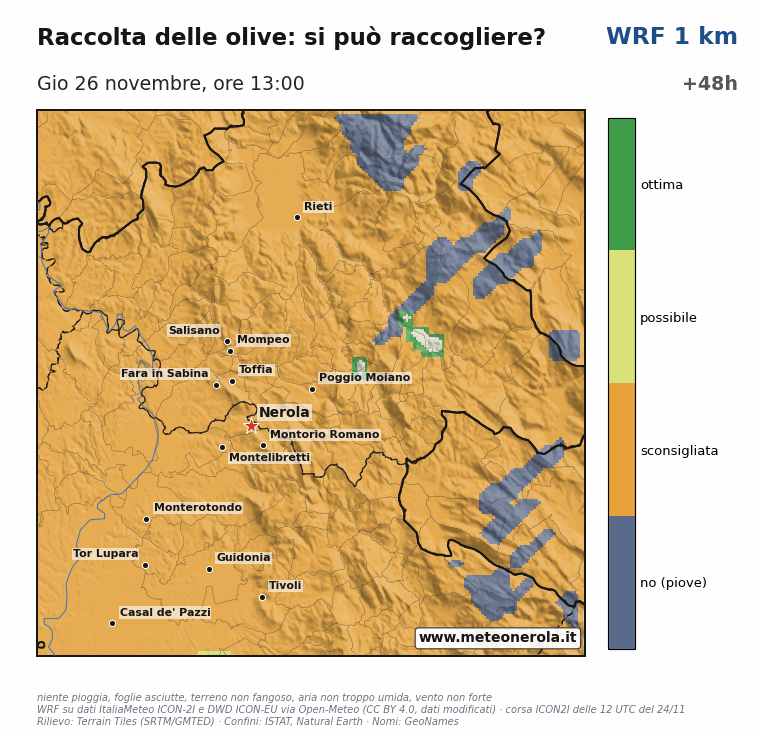 Raccolta delle olive: si può raccogliere?
WRF 1 km
Gio 26 novembre, ore 13:00
+48h
ottima
possibile
sconsigliata
no (piove)
Rieti
Salisano
Mompeo
Fara in Sabina
Toffia
Poggio Moiano
Nerola
Montorio Romano
Montelibretti
Monterotondo
Tor Lupara
Guidonia
Tivoli
Casal de' Pazzi
www.meteonerola.it
niente pioggia, foglie asciutte, terreno non fangoso, aria non troppo umida, vento non forte
WRF su dati ItaliaMeteo ICON-2I e DWD ICON-EU via Open-Meteo (CC BY 4.0, dati modificati) · corsa ICON2I delle 12 UTC del 24/11
Rilievo: Terrain Tiles (SRTM/GMTED) · Confini: ISTAT, Natural Earth · Nomi: GeoNames